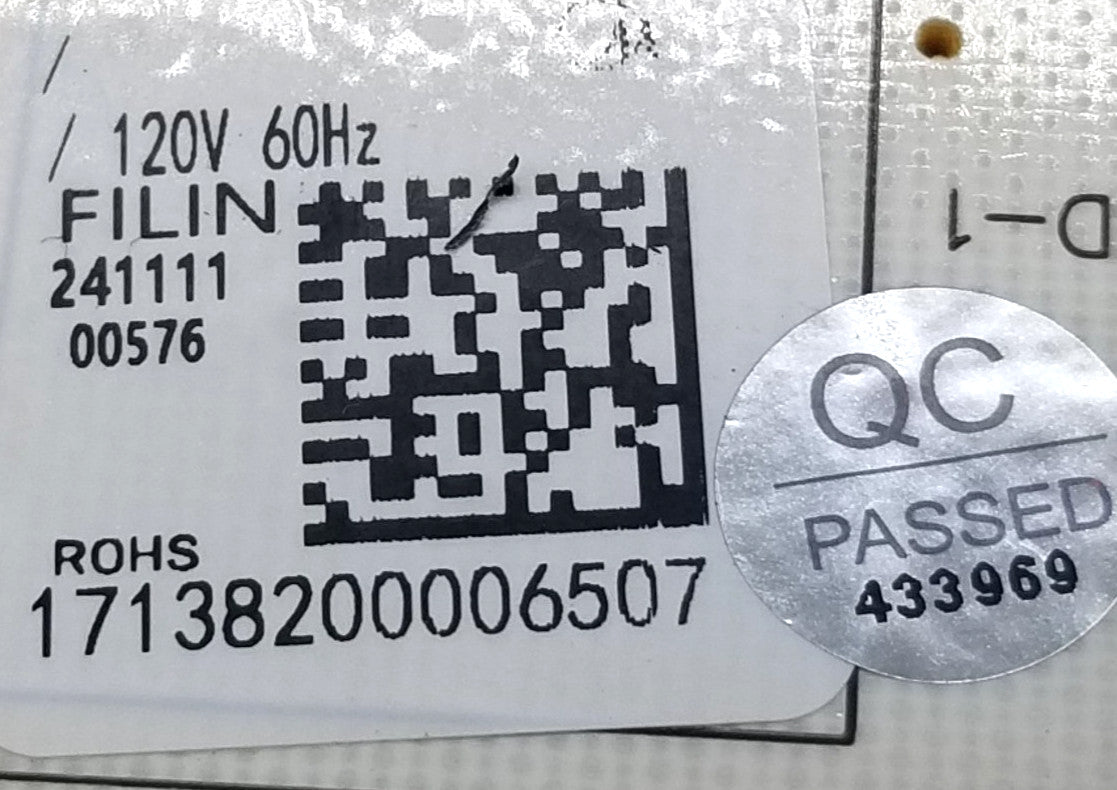 /
/ 120V 60Hz
FILIN
241111
00576
ROHS
17138200006507
D-1
QC
PASSED
433969